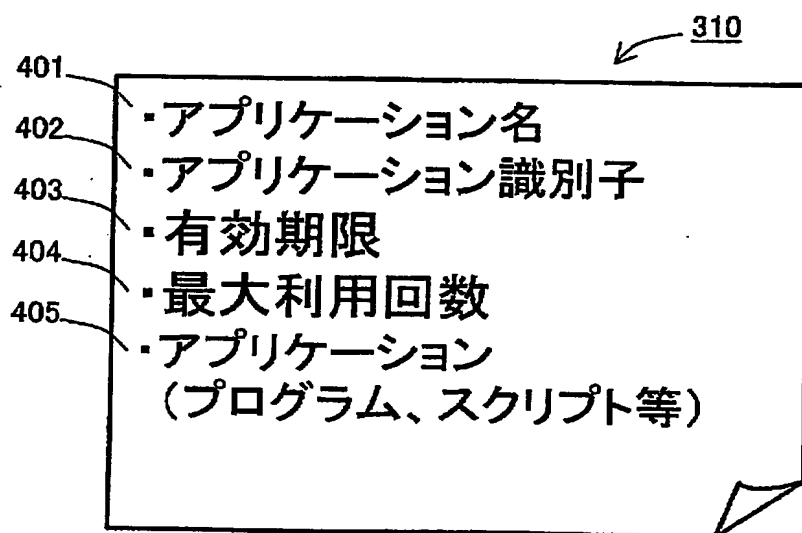 310
401
・アプリケーション名
402
・アプリケーション識別子
403
・有効期限
404
・最大利用回数
405
・アプリケーション
(プログラム、スクリプト等)